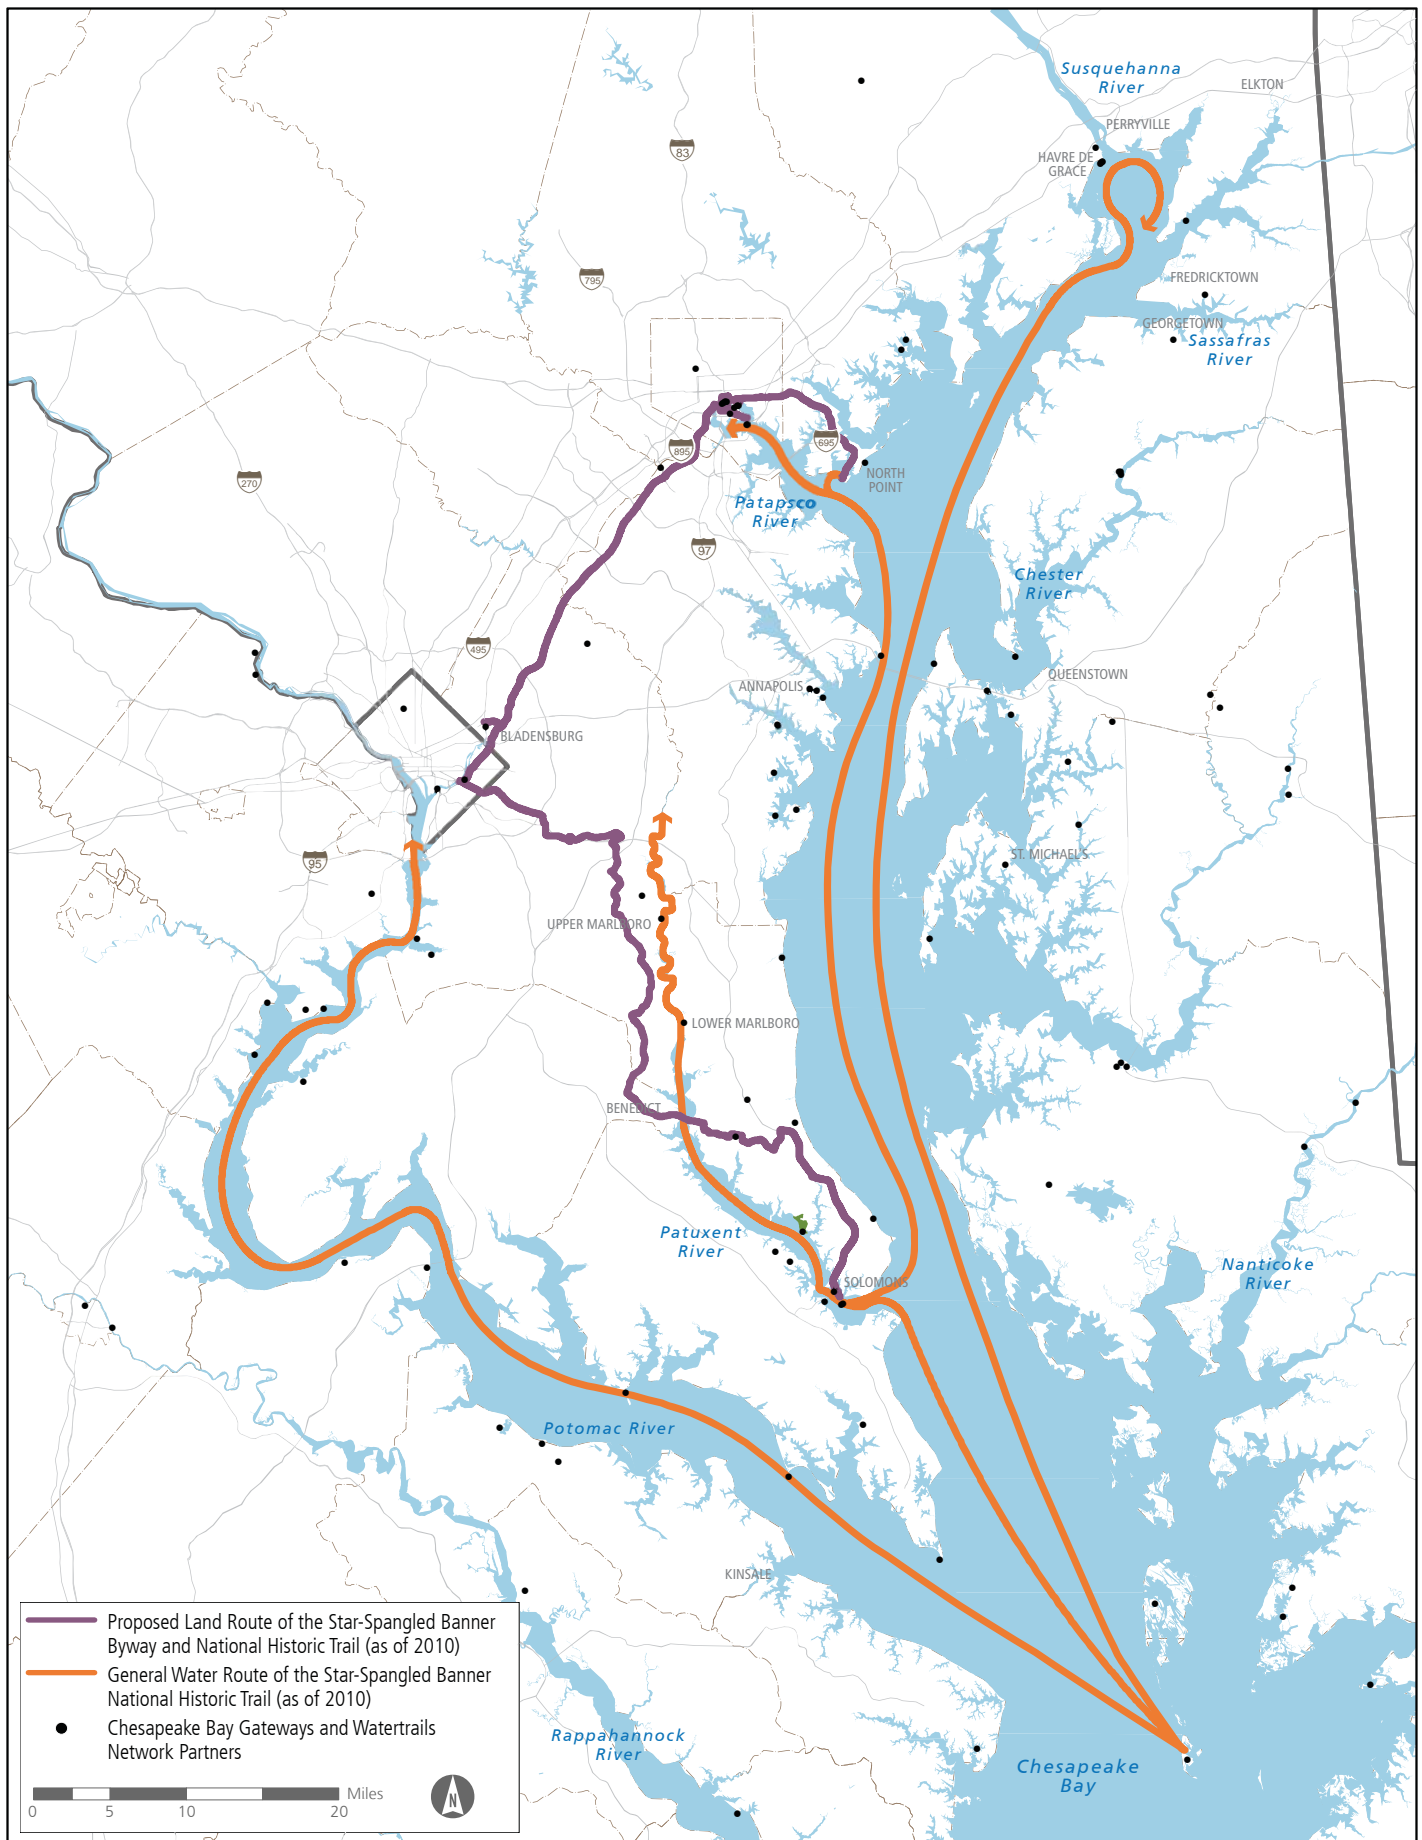 Susquehanna
River
ELKTON
PERRYVILLE
HAVRE DE
GRACE
83
795
FREDRICKTOWN
GEORGETOWN
Sassafras
River
695
895
NORTH
POINT
270
Patapsco
River
97
Chester
River
495
ANNAPOLIS
QUEENSTOWN
BLADENSBURG
95
ST. MICHAEL'S
UPPER MARLBORO
LOWER MARLBORO
BENEDICT
Patuxent
River
SOLOMONS
Nanticoke
River
Potomac River
KINSALE
Proposed Land Route of the Star-Spangled Banner
Byway and National Historic Trail (as of 2010)
General Water Route of the Star-Spangled Banner
National Historic Trail (as of 2010)
Chesapeake Bay Gateways and Watertrails
Network Partners
Miles
0 5 10 20
N
Rappahannock
River
Chesapeake
Bay